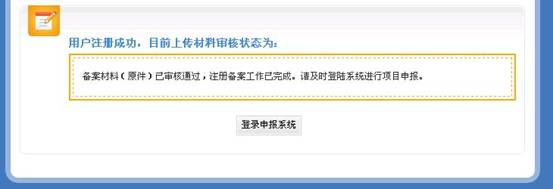 用户注册成功，目前上传材料审核状态为：
备案材料（原件）已审核通过，注册备案工作已完成。请及时登陆系统进行项目申报。
登录申报系统